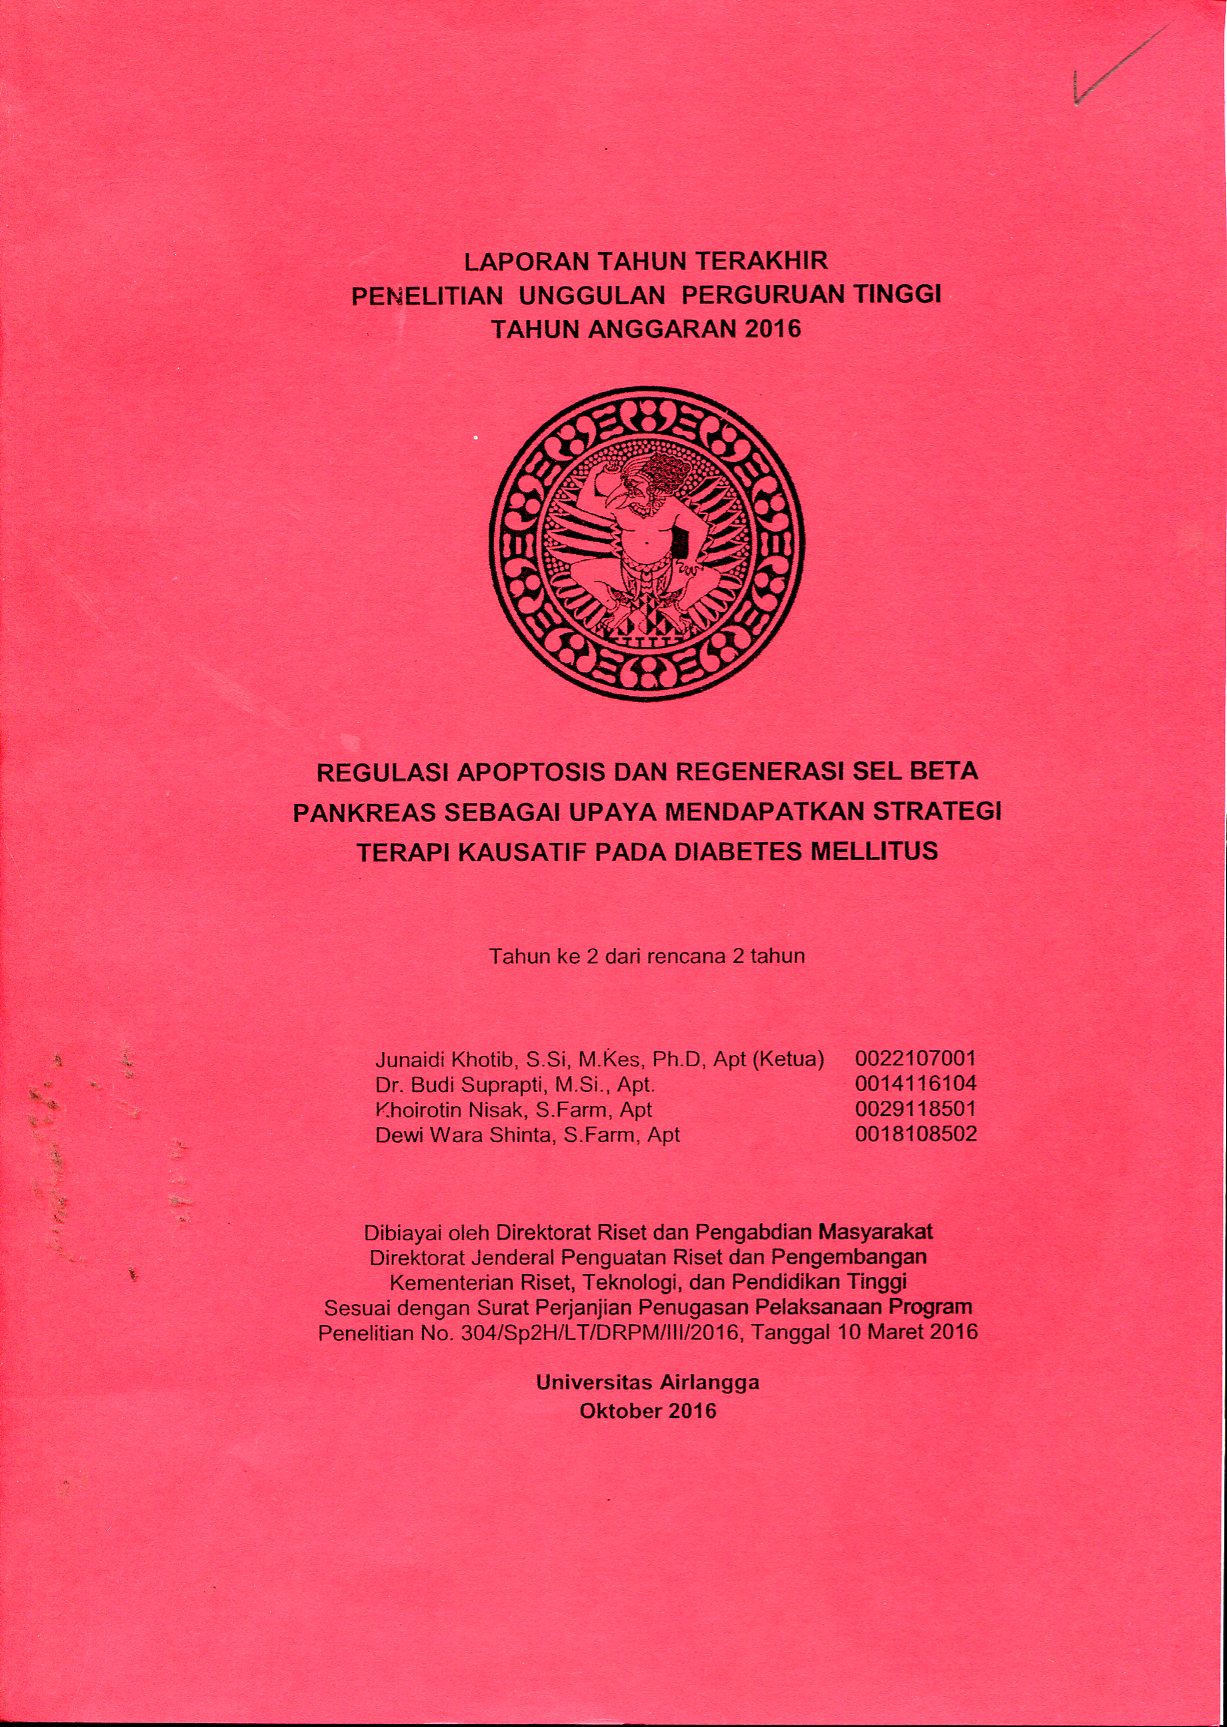 LAPORAN TAHUN TERAKHIR
PENELITIAN UNGGULAN PERGURUAN TINGGI
TAHUN ANGGARAN 2016
REGULASI APOPTOSIS DAN REGENERASI SEL BETA
PANKREAS SEBAGAI UPAYA MENDAPATKAN STRATEGI
TERAPI KAUSATIF PADA DIABETES MELLITUS
Tahun ke 2 dari rencana 2 tahun
Junaidi Khotib, S.Si, M.Kes, Ph.D, Apt (Ketua) 0022107001
Dr. Budi Suprapti, M.Si., Apt. 0014116104
Khoirotin Nisak, S.Farm, Apt 0029118501
Dewi Wara Shinta, S.Farm, Apt 0018108502
Dibiayai oleh Direktorat Riset dan Pengabdian Masyarakat
Direktorat Jenderal Penguatan Riset dan Pengembangan
Kementerian Riset, Teknologi, dan Pendidikan Tinggi
Sesuai dengan Surat Perjanjian Penugasan Pelaksanaan Program
Penelitian No. 304/Sp2H/LT/DRPM/III/2016, Tanggal 10 Maret 2016
Universitas Airlangga
Oktober 2016